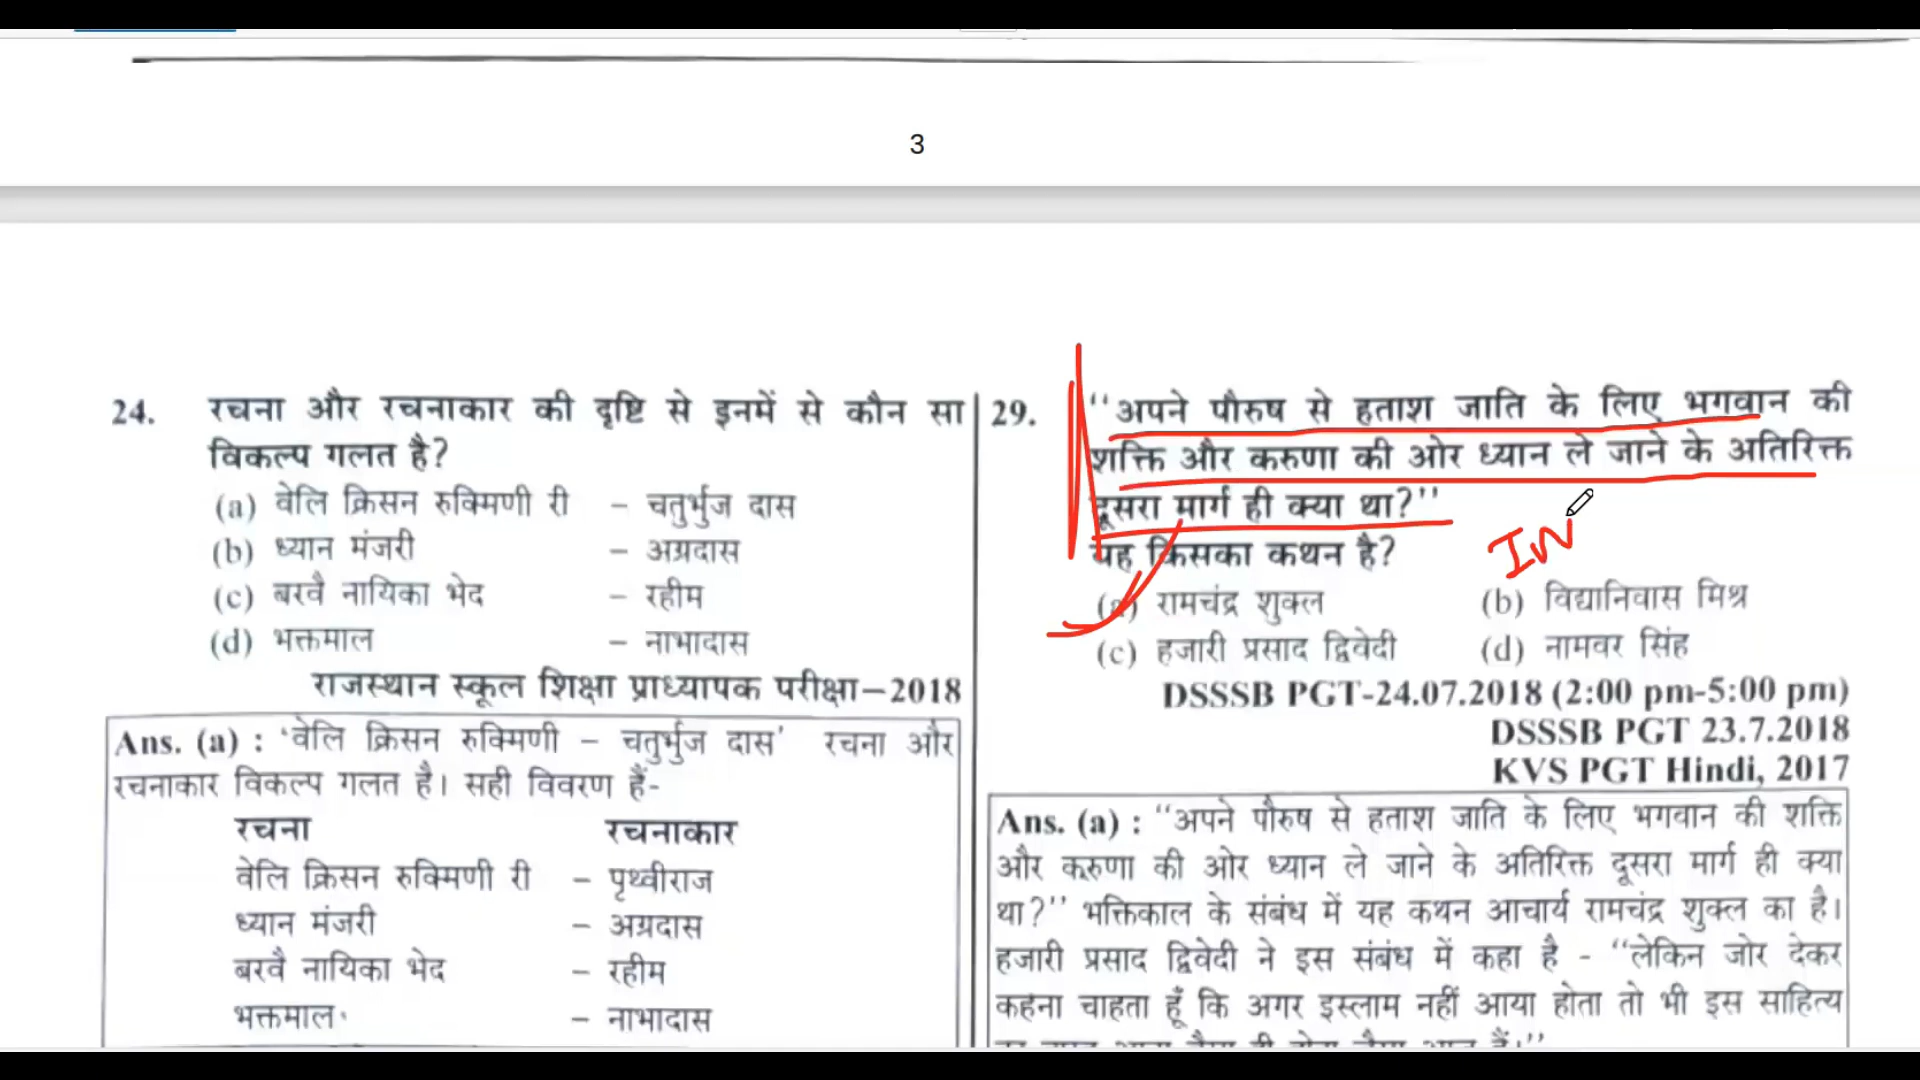 3
24. रचना और रचनाकार की दृष्टि से इनमें से कौन सा
विकल्प गलत है?
(a) वेलि क्रिसन रुक्मिणी री – चतुर्भुज दास
(b) ध्यान मंजरी – अग्रदास
(c) बरवै नायिका भेद – रहीम
(d) भक्तमाल – नाभादास
राजस्थान स्कूल शिक्षा प्राध्यापक परीक्षा–2018
Ans. (a) : 'वेलि क्रिसन रुक्मिणी – चतुर्भुज दास' रचना और
रचनाकार विकल्प गलत है। सही विवरण हैं-
रचना रचनाकार
वेलि क्रिसन रुक्मिणी री – पृथ्वीराज
ध्यान मंजरी – अग्रदास
बरवै नायिका भेद – रहीम
भक्तमाल – नाभादास
29. "अपने पौरुष से हताश जाति के लिए भगवान की
शक्ति और करुणा की ओर ध्यान ले जाने के अतिरिक्त
दूसरा मार्ग ही क्या था?"
यह किसका कथन है?
IN
(a) रामचंद्र शुक्ल (b) विद्यानिवास मिश्र
(c) हजारी प्रसाद द्विवेदी (d) नामवर सिंह
DSSSB PGT-24.07.2018 (2:00 pm-5:00 pm)
DSSSB PGT 23.7.2018
KVS PGT Hindi, 2017
Ans. (a) : "अपने पौरुष से हताश जाति के लिए भगवान की शक्ति
और करुणा की ओर ध्यान ले जाने के अतिरिक्त दूसरा मार्ग ही क्या
था?" भक्तिकाल के संबंध में यह कथन आचार्य रामचंद्र शुक्ल का है।
हजारी प्रसाद द्विवेदी ने इस संबंध में कहा है - "लेकिन जोर देकर
कहना चाहता हूँ कि अगर इस्लाम नहीं आया होता तो भी इस साहित्य